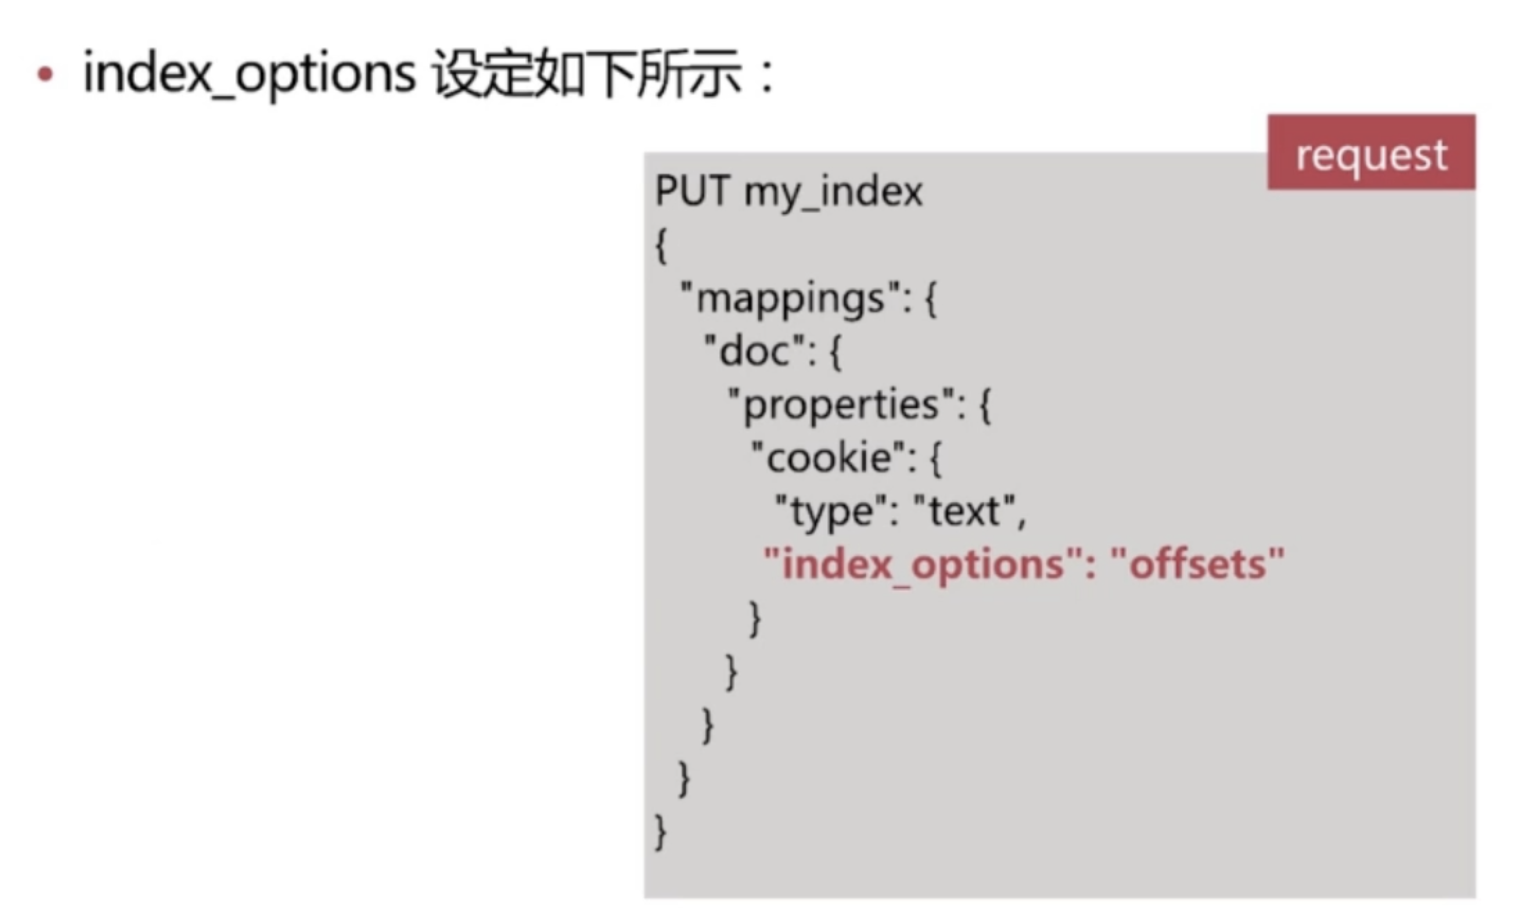 • index_options 设定如下所示：
request
PUT my_index
{
"mappings": {
"doc": {
"properties": {
"cookie": {
"type": "text",
"index_options": "offsets"
}
}
}
}
}